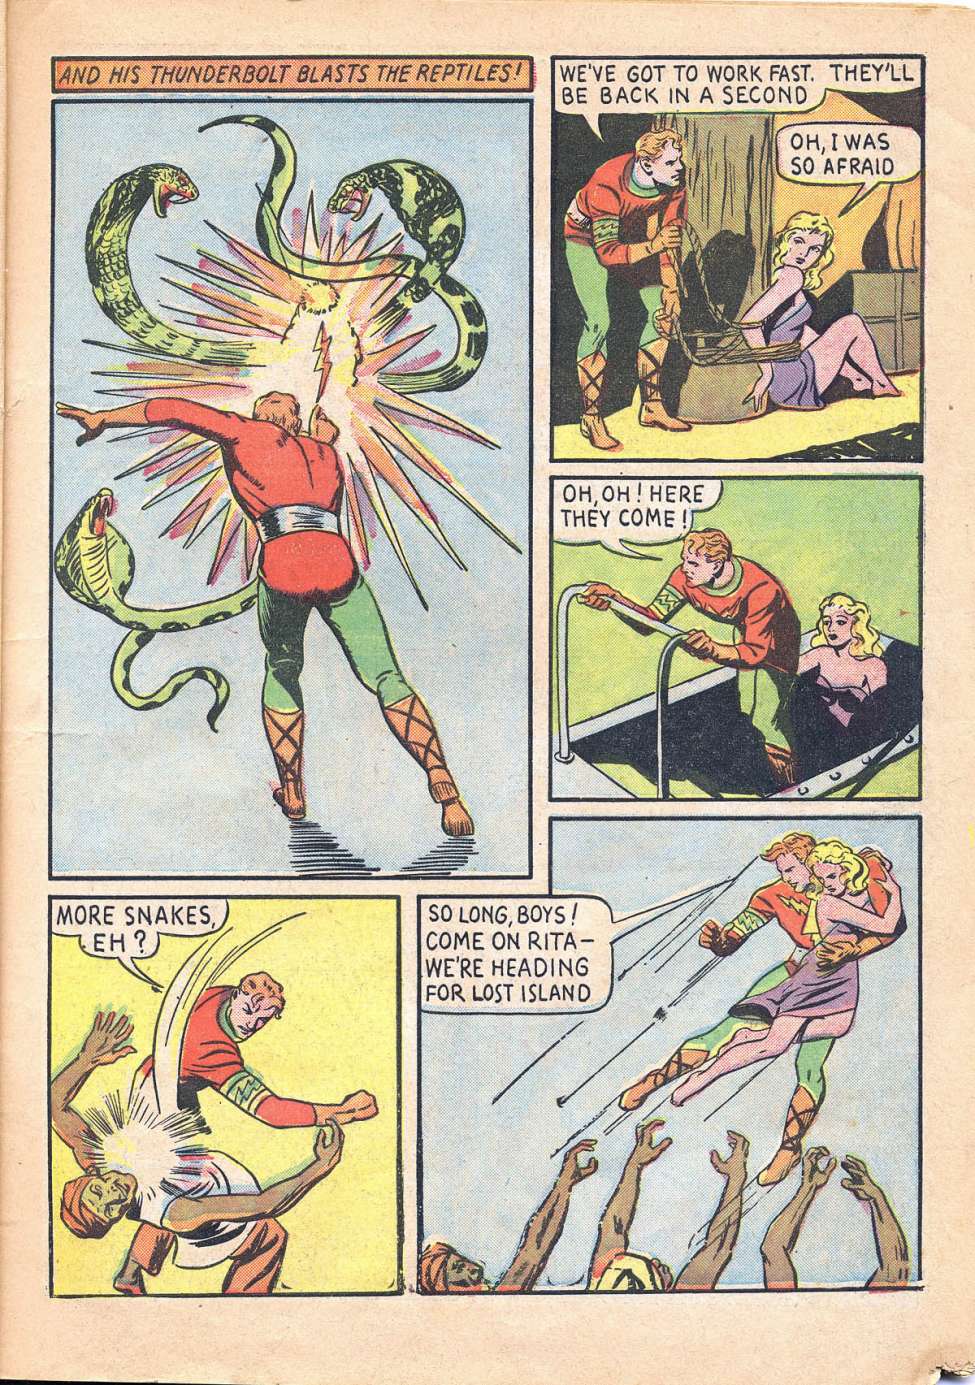 AND HIS THUNDERBOLT BLASTS THE REPTILES!
WE'VE GOT TO WORK FAST. THEY'LL
BE BACK IN A SECOND
OH, I WAS
SO AFRAID
OH, OH! HERE
THEY COME!
MORE SNAKES,
EH?
SO LONG, BOYS!
COME ON RITA—
WE'RE HEADING
FOR LOST ISLAND